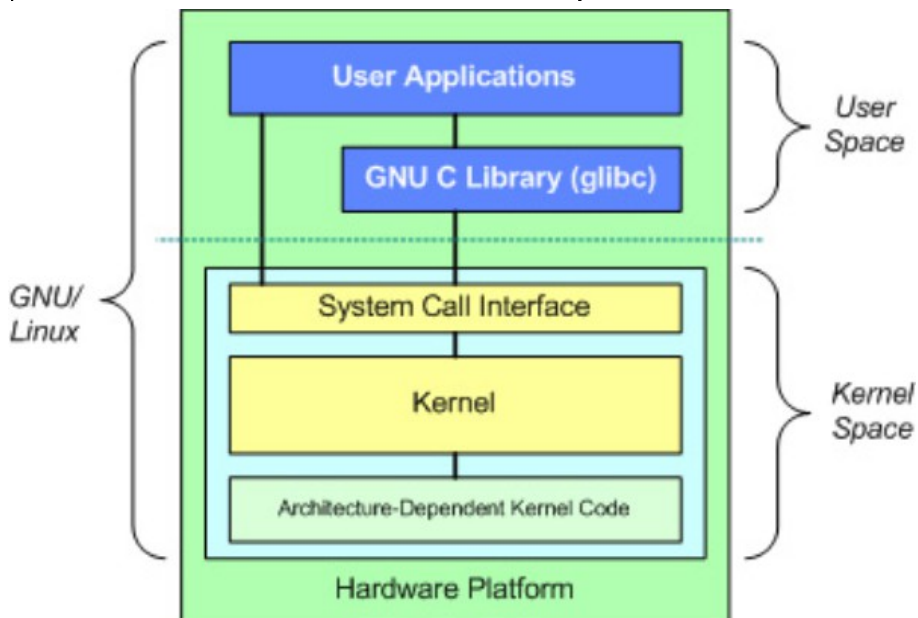 User Applications
GNU C Library (glibc)
User
Space
GNU/
Linux
System Call Interface
Kernel
Kernel
Space
Architecture-Dependent Kernel Code
Hardware Platform